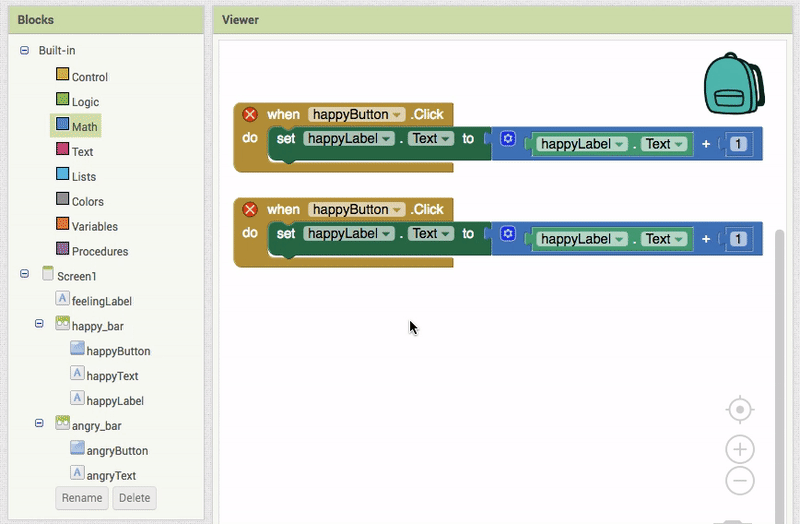 Blocks
Built-in
Control
Logic
Math
Text
Lists
Colors
Variables
Procedures
Screen1
feelingLabel
happy_bar
happyButton
happyText
happyLabel
angry_bar
angryButton
angryText
Rename Delete
Viewer
when happyButton .Click
do set happyLabel . Text to happyLabel . Text + 1
when happyButton .Click
do set happyLabel . Text to happyLabel . Text + 1